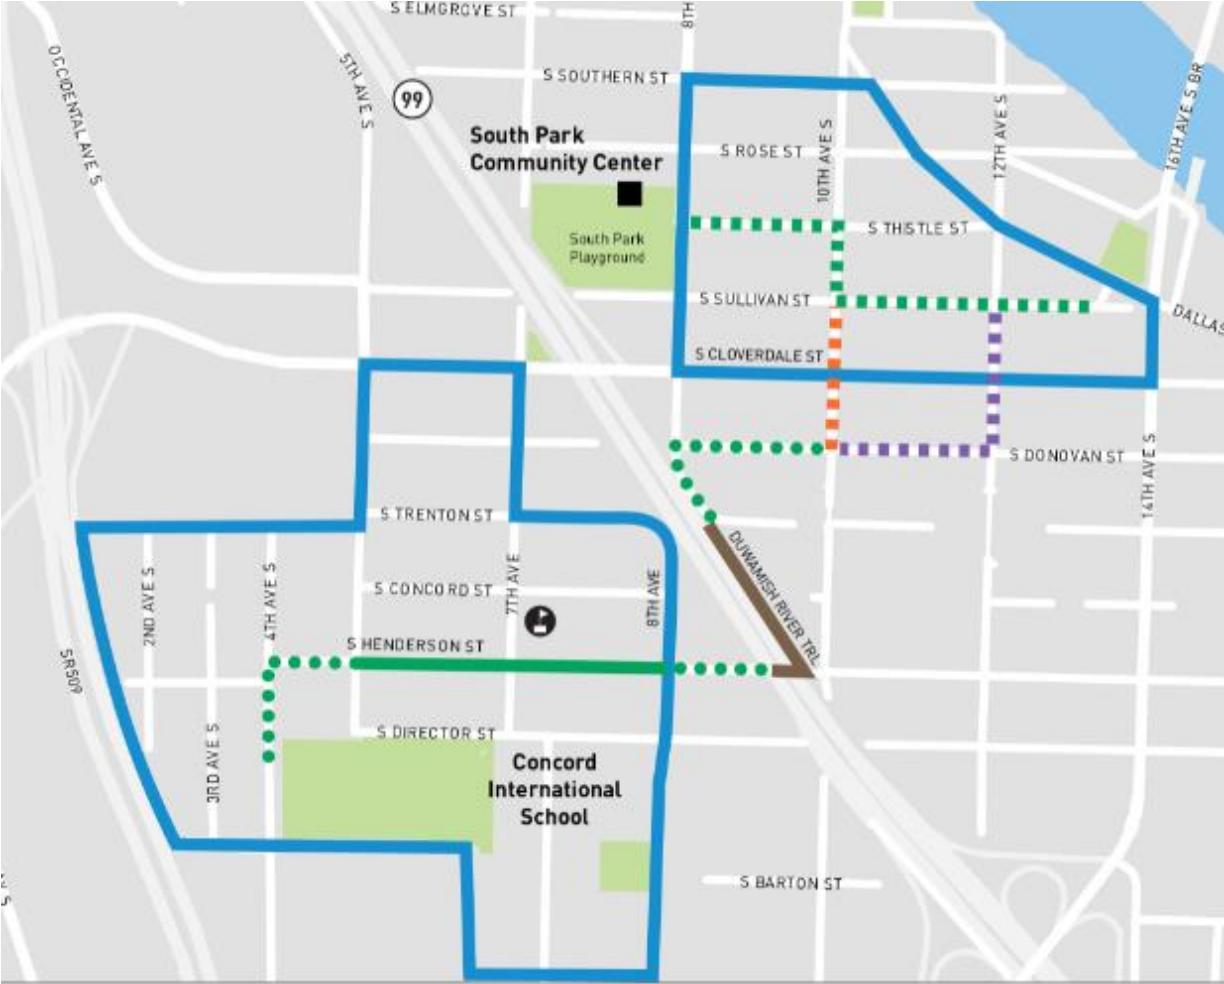 S ELMGROVE ST
8TH
OCCIDENTAL AVE S
5TH AVE S
99
S SOUTHERN ST
16TH AVE S BR
South Park
Community Center
S ROSE ST
10TH AVE S
12TH AVE S
South Park
Playground
S THISTLE ST
S SULLIVAN ST
DALLAS
S CLOVERDALE ST
S DONOVAN ST
14TH AVE S
S TRENTON ST
DUWAMISH RIVER TRL
2ND AVE S
4TH AVE S
S CONCORD ST
7TH AVE
8TH AVE
S HENDERSON ST
SR509
3RD AVE S
S DIRECTOR ST
Concord
International
School
S BARTON ST